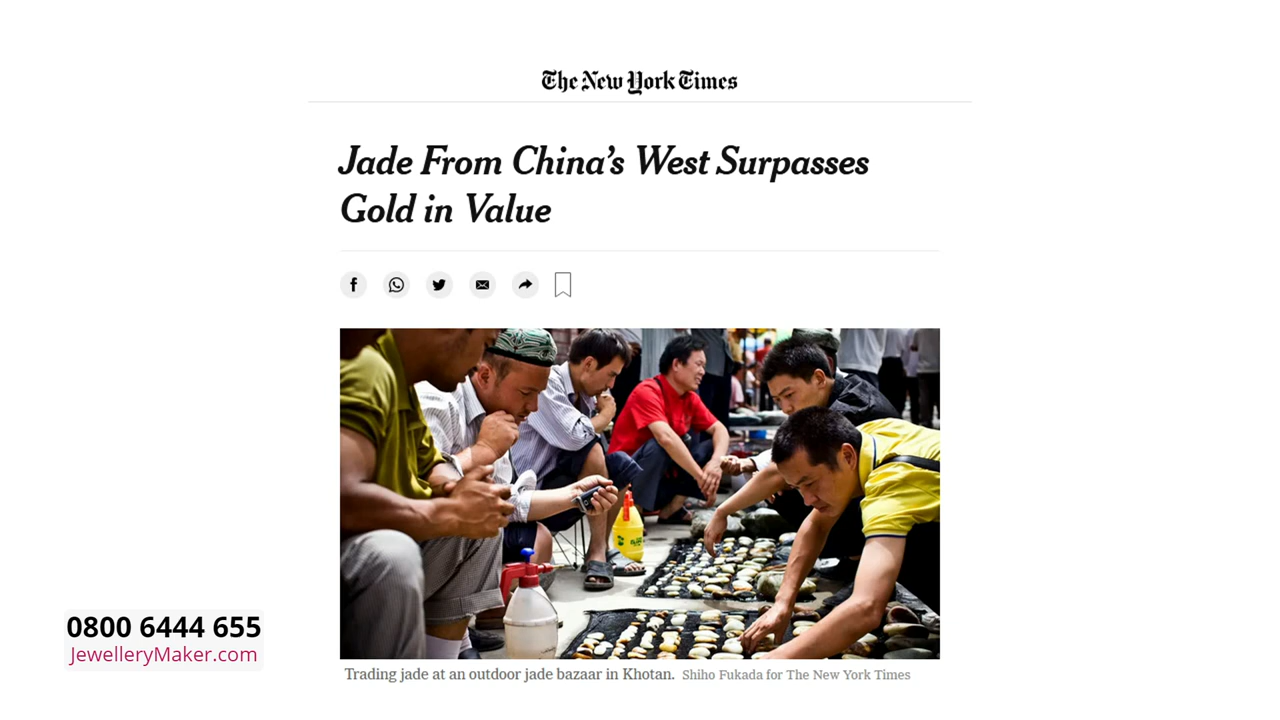 The New York Times
Jade From China's West Surpasses
Gold in Value
0800 6444 655
JewelleryMaker.com
Trading jade at an outdoor jade bazaar in Khotan. Shiho Fukada for The New York Times